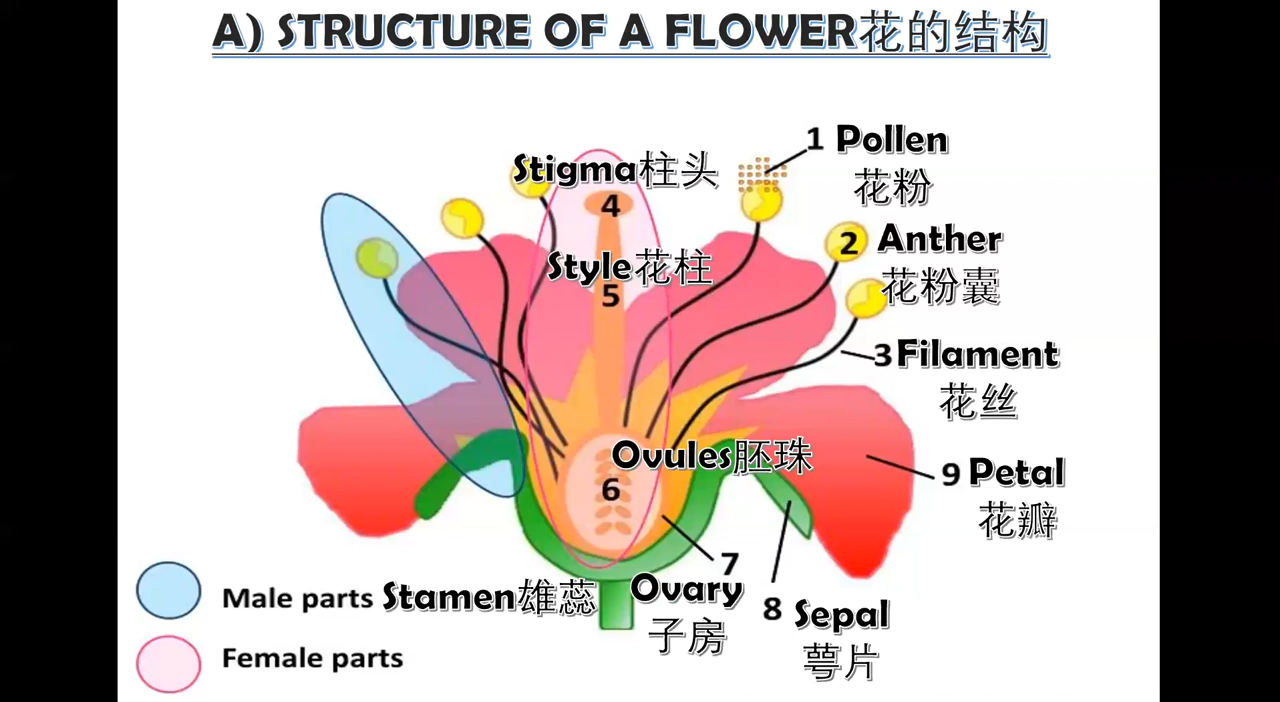 A) STRUCTURE OF A FLOWER花的结构
1 Pollen
花粉
Stigma柱头
4
2 Anther
花粉囊
Style花柱
5
3 Filament
花丝
Ovules胚珠
6
9 Petal
花瓣
7
Ovary
子房
8 Sepal
萼片
Male parts Stamen雄蕊
Female parts